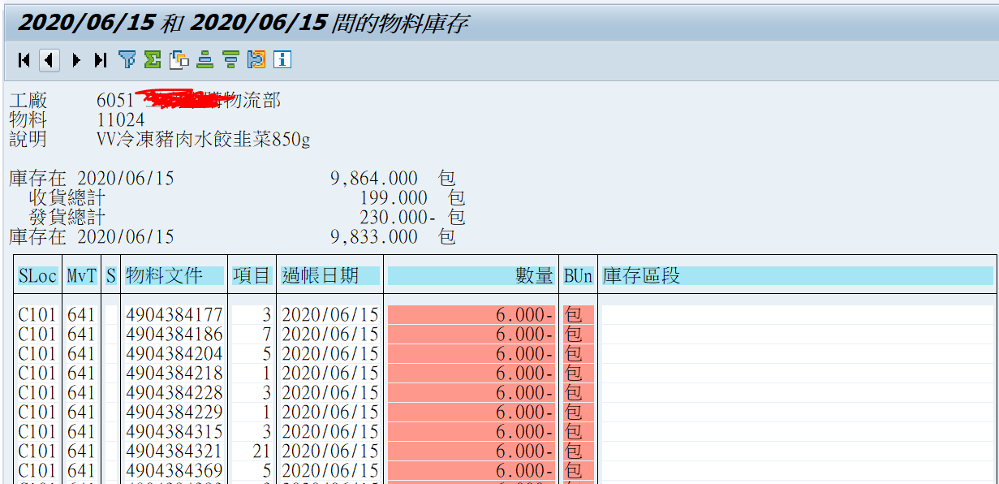 2020/06/15 和 2020/06/15 間的物料庫存
工廠 6051 物流部
物料 11024
說明 VV冷凍豬肉水餃韭菜850g
庫存在 2020/06/15 9,864.000 包
收貨總計 199.000 包
發貨總計 230.000- 包
庫存在 2020/06/15 9,833.000 包
SLoc MvT S 物料文件 項目 過帳日期 數量 BUn 庫存區段
C101 641 4904384177 3 2020/06/15 6.000- 包
C101 641 4904384186 7 2020/06/15 6.000- 包
C101 641 4904384204 5 2020/06/15 6.000- 包
C101 641 4904384218 1 2020/06/15 6.000- 包
C101 641 4904384228 3 2020/06/15 6.000- 包
C101 641 4904384229 1 2020/06/15 6.000- 包
C101 641 4904384315 3 2020/06/15 6.000- 包
C101 641 4904384321 21 2020/06/15 6.000- 包
C101 641 4904384369 5 2020/06/15 6.000- 包